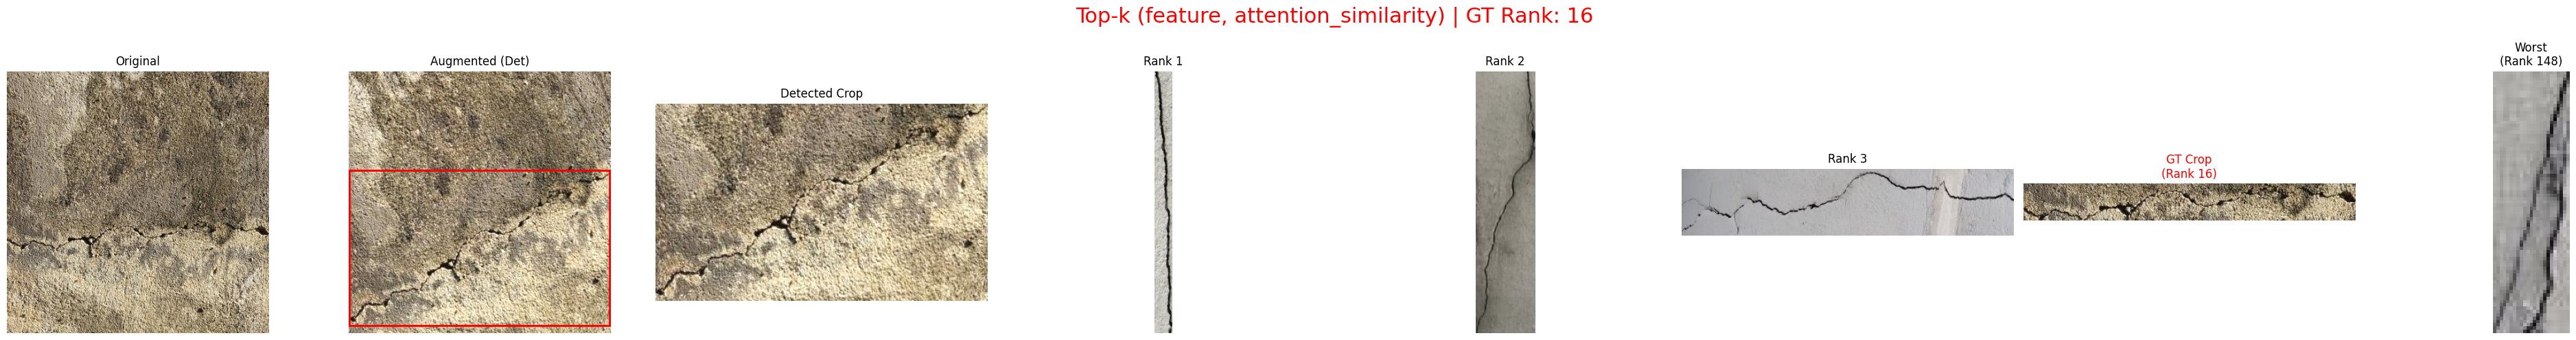 Top-k (feature, attention_similarity) | GT Rank: 16
Original
Augmented (Det)
Detected Crop
Rank 1
Rank 2
Rank 3
GT Crop
(Rank 16)
Worst
(Rank 148)